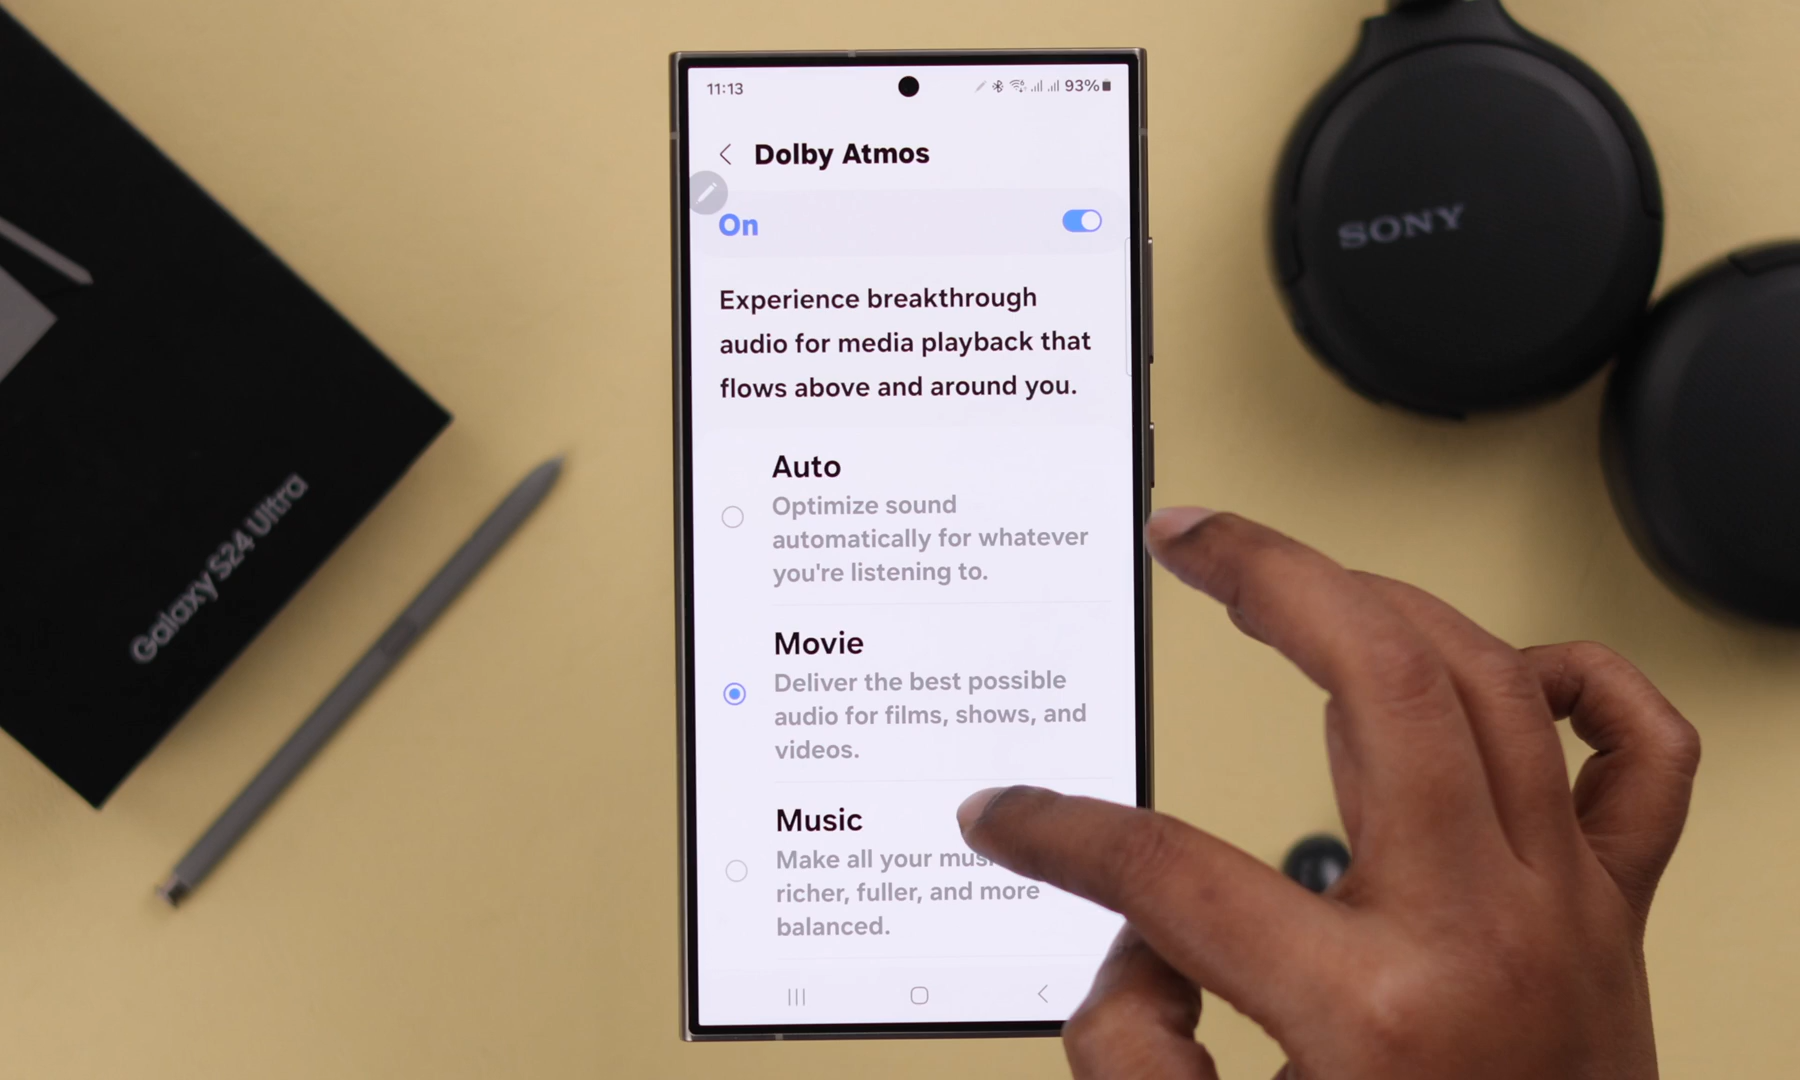 11:13
93%
Dolby Atmos
On
Experience breakthrough
audio for media playback that
flows above and around you.
Auto
Optimize sound
automatically for whatever
you're listening to.
Movie
Deliver the best possible
audio for films, shows, and
videos.
Music
Make all your
richer, fuller, and more
balanced.
Galaxy S24 Ultra
SONY